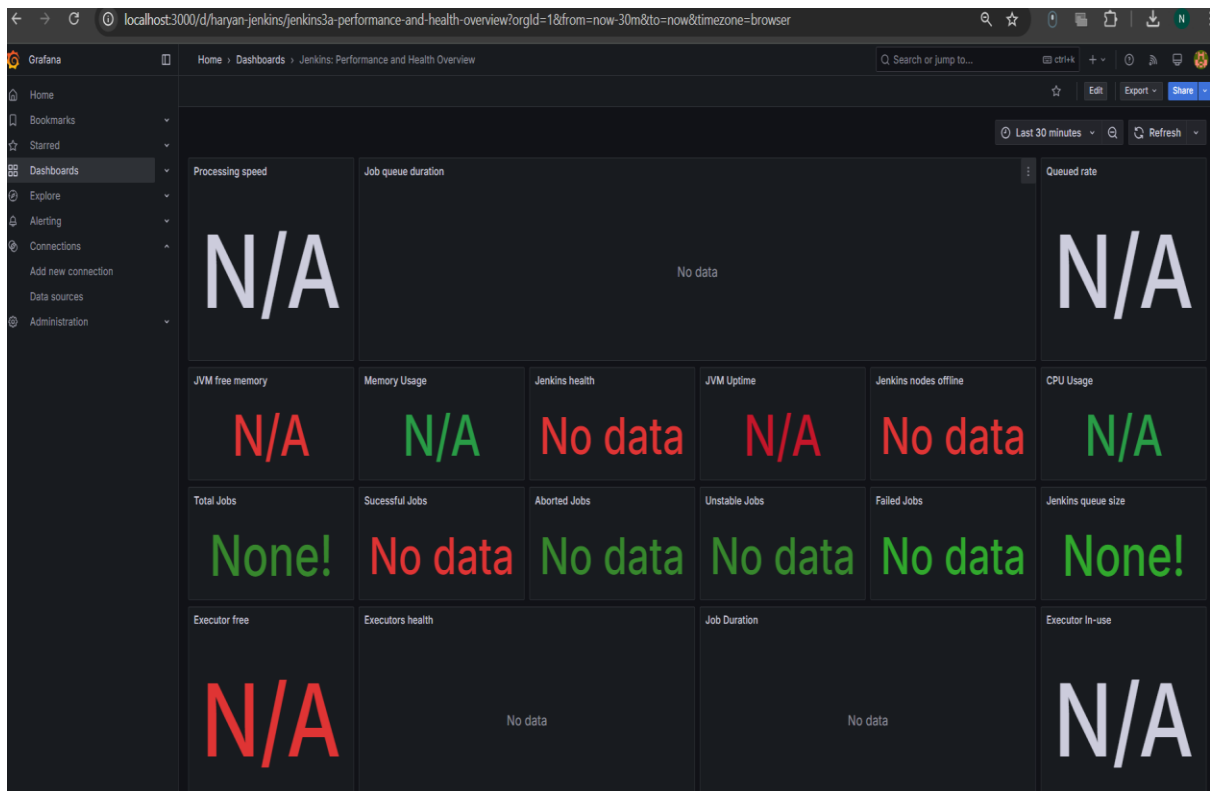 localhost:3000/d/haryan-jenkins/jenkins3a-performance-and-health-overview?orgId=1&from=now-30m&to=now&timezone=browser
N
Grafana
Home › Dashboards › Jenkins: Performance and Health Overview
Search or jump to...
ctrl+k
Home
Edit
Export
Share
Bookmarks
Starred
Last 30 minutes
Refresh
Dashboards
Explore
Alerting
Connections
Add new connection
Data sources
Administration
Processing speed
Job queue duration
Queued rate
N/A
No data
N/A
JVM free memory
Memory Usage
Jenkins health
JVM Uptime
Jenkins nodes offline
CPU Usage
N/A
N/A
No data
N/A
No data
N/A
Total Jobs
Sucessful Jobs
Aborted Jobs
Unstable Jobs
Failed Jobs
Jenkins queue size
None!
No data
No data
No data
No data
None!
Executor free
Executors health
Job Duration
Executor In-use
N/A
No data
No data
N/A